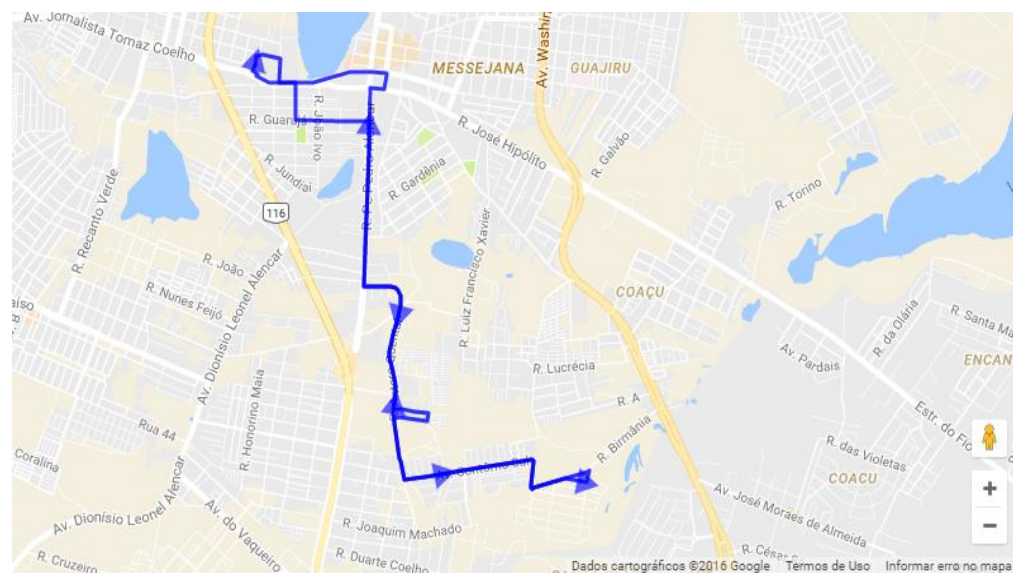 Av. Jornalista Tomaz Coelho
Av. Washin
MESSEJANA
GUAJIRU
R. Guarujá
R. João Ivo
R. José Hipólito
R. Galvão
R. Jundiaí
R. Gardênia
R. Torino
R. Recanto Verde
116
R. Luiz Francisco Xavier
R. João
R. Nunes Feijó
COAÇU
R. da Olária
R. Santa Ma
Av. Pardais
ENCAN
R. Lucrécia
Av. Dionísio Leonel Alencar
R. Honorino Maia
R. A
Estr. do Fio
Rua 44
R. Birmânia
R. das Violetas
Coralina
COACU
Av. José Moraes de Almeida
Av. Dionísio Leonel Alencar
Av. do Vaqueiro
R. Joaquim Machado
R. Duarte Coelho
R. César
R. Cruzeiro
Dados cartográficos ©2016 Google Termos de Uso Informar erro no mapa